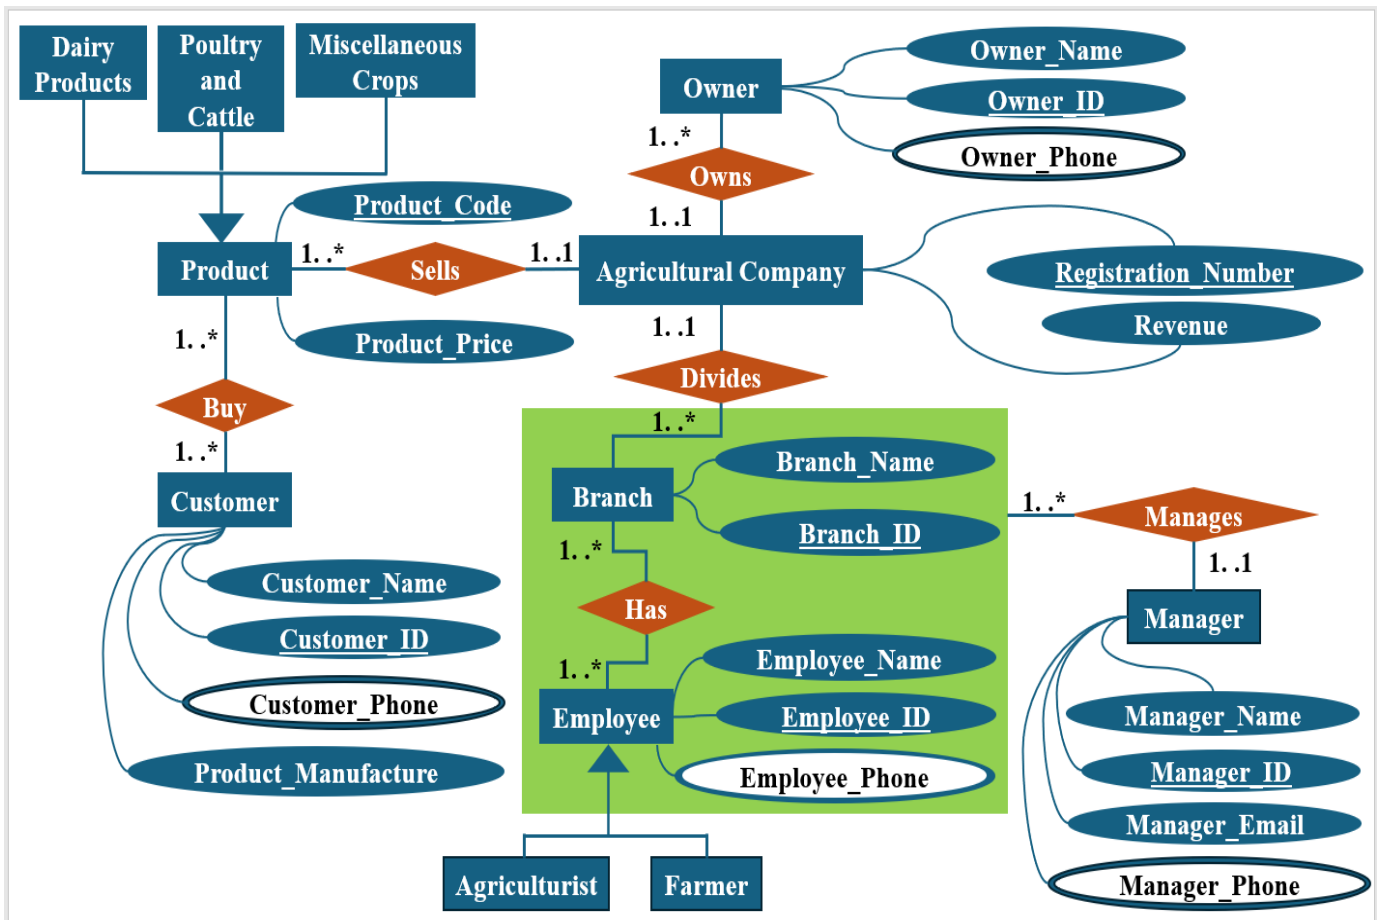 Dairy
Products
Poultry
and
Cattle
Miscellaneous
Crops
Owner
Owner_Name
Owner_ID
Owner_Phone
1. .*
Owns
1. .1
Product_Code
Product
1. .*
Sells
1. .1
Agricultural Company
Registration_Number
Revenue
Product_Price
1. .*
Buy
1. .*
Customer
Customer_Name
Customer_ID
Customer_Phone
Product_Manufacture
1. .1
Divides
1. .*
Branch
Branch_Name
Branch_ID
1. .*
Has
1. .*
Employee
Employee_Name
Employee_ID
Employee_Phone
Agriculturist
Farmer
1. .*
Manages
1. .1
Manager
Manager_Name
Manager_ID
Manager_Email
Manager_Phone